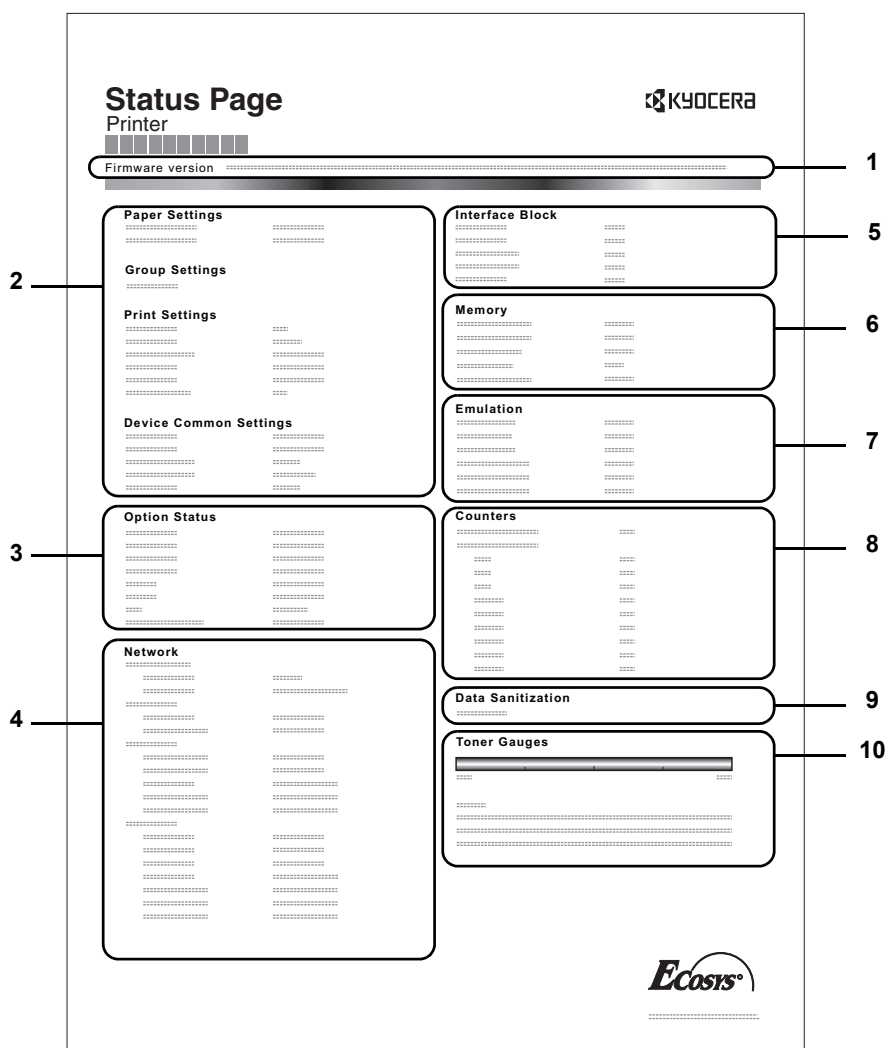 Status Page
KYOCERA
Printer
Firmware version
1
Paper Settings
Group Settings
Print Settings
Device Common Settings
2
Option Status
3
Network
4
Interface Block
5
Memory
6
Emulation
7
Counters
8
Data Sanitization
9
Toner Gauges
10
ECOSYS